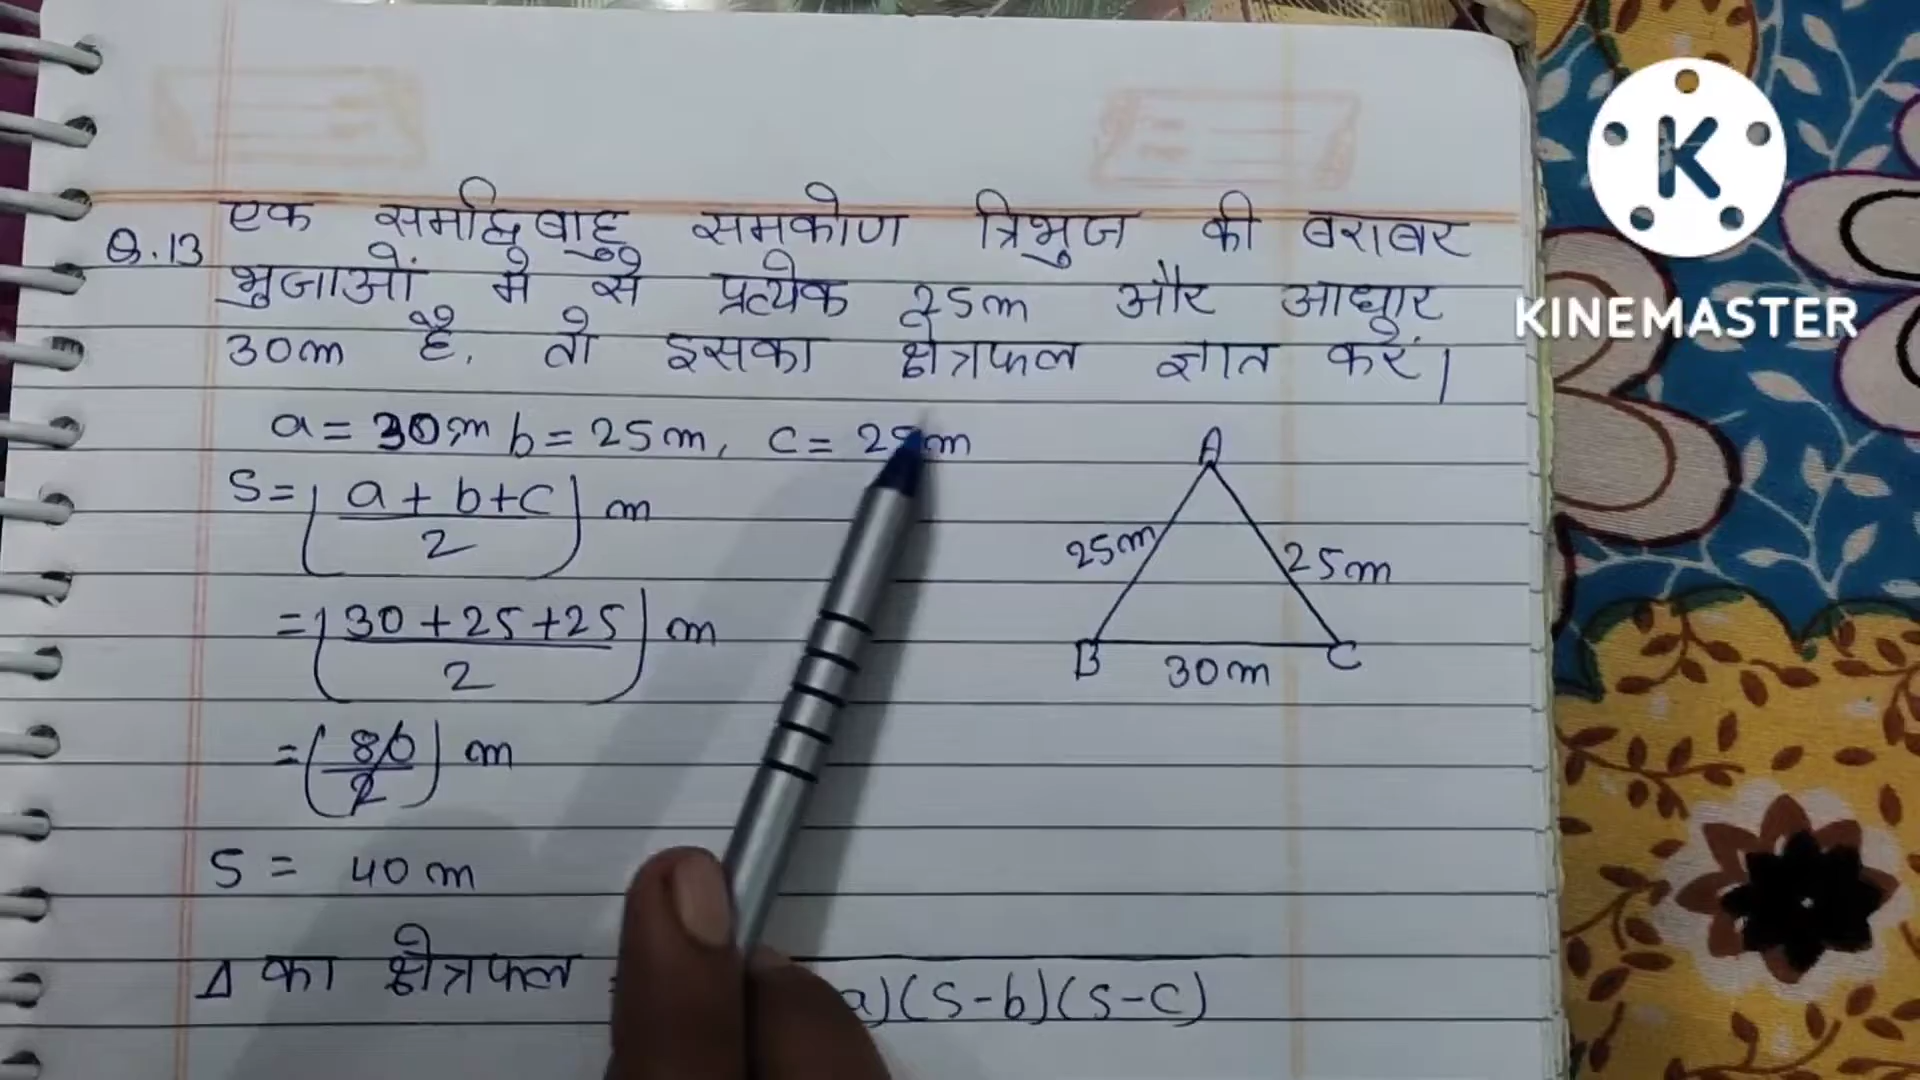 Q.13 एक समद्विबाहु समकोण त्रिभुज की बराबर
भुजाओं मे से प्रत्येक 25m और आधार
30m है, तो इसका क्षेत्रफल ज्ञात करें।
a = 30m b = 25m, c = 25m
S = (a + b + c / 2) m
= (30 + 25 + 25 / 2) m
= (80 / 2) m
S = 40 m
Δ का क्षेत्रफल = a)(S-b)(S-c)
A
25m
25m
B
30m
C
K
KINEMASTER